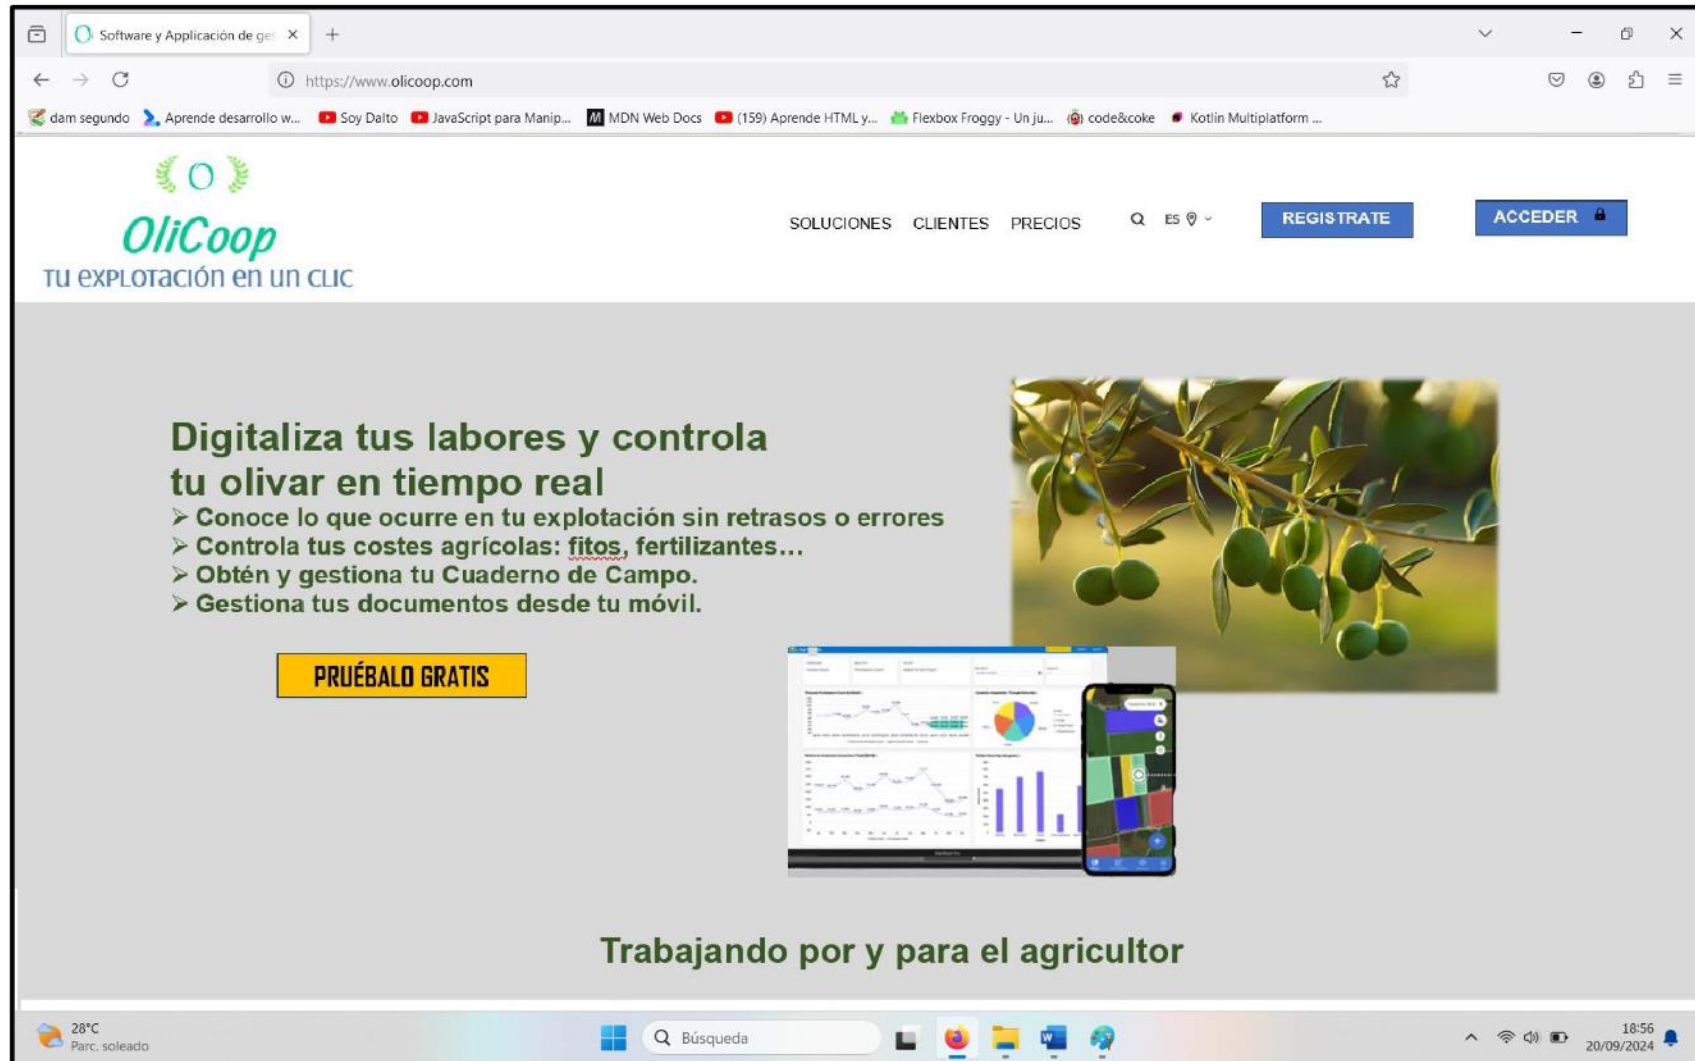 Software y Applicación de ges
https://www.olicoop.com
dam segundo
Aprende desarrollo w...
Soy Dalto
JavaScript para Manip...
MDN Web Docs
(159) Aprende HTML y...
Flexbox Froggy - Un ju...
code&coke
Kotlin Multiplatform ...
OliCoop
TU EXPLOTACIÓN EN UN CLIC
SOLUCIONES
CLIENTES
PRECIOS
ES
REGISTRATE
ACCEDER
Digitaliza tus labores y controla
tu olivar en tiempo real
➢ Conoce lo que ocurre en tu explotación sin retrasos o errores
➢ Controla tus costes agrícolas: fitos, fertilizantes...
➢ Obtén y gestiona tu Cuaderno de Campo.
➢ Gestiona tus documentos desde tu móvil.
PRUÉBALO GRATIS
Trabajando por y para el agricultor
28°C
Parc. soleado
Búsqueda
18:56
20/09/2024